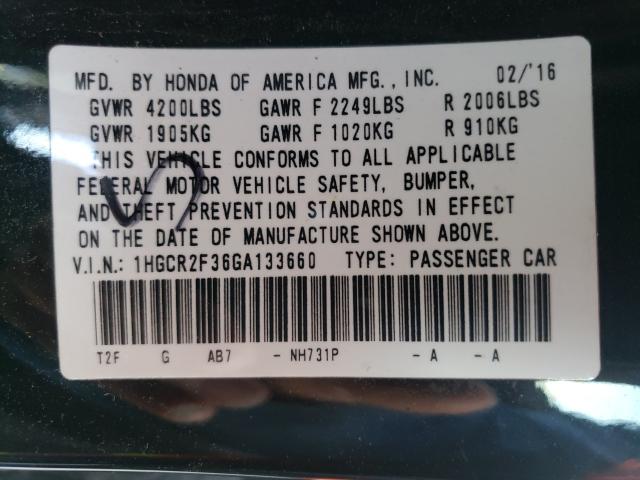 MFD. BY HONDA OF AMERICA MFG., INC. 02/'16
GVWR 4200LBS GAWR F 2249LBS R 2006LBS
GVWR 1905KG GAWR F 1020KG R 910KG
THIS VEHICLE CONFORMS TO ALL APPLICABLE
FEDERAL MOTOR VEHICLE SAFETY, BUMPER,
AND THEFT PREVENTION STANDARDS IN EFFECT
ON THE DATE OF MANUFACTURE SHOWN ABOVE.
V.I.N.: 1HGCR2F36GA133660 TYPE: PASSENGER CAR
T2F G AB7 - NH731P - A - A